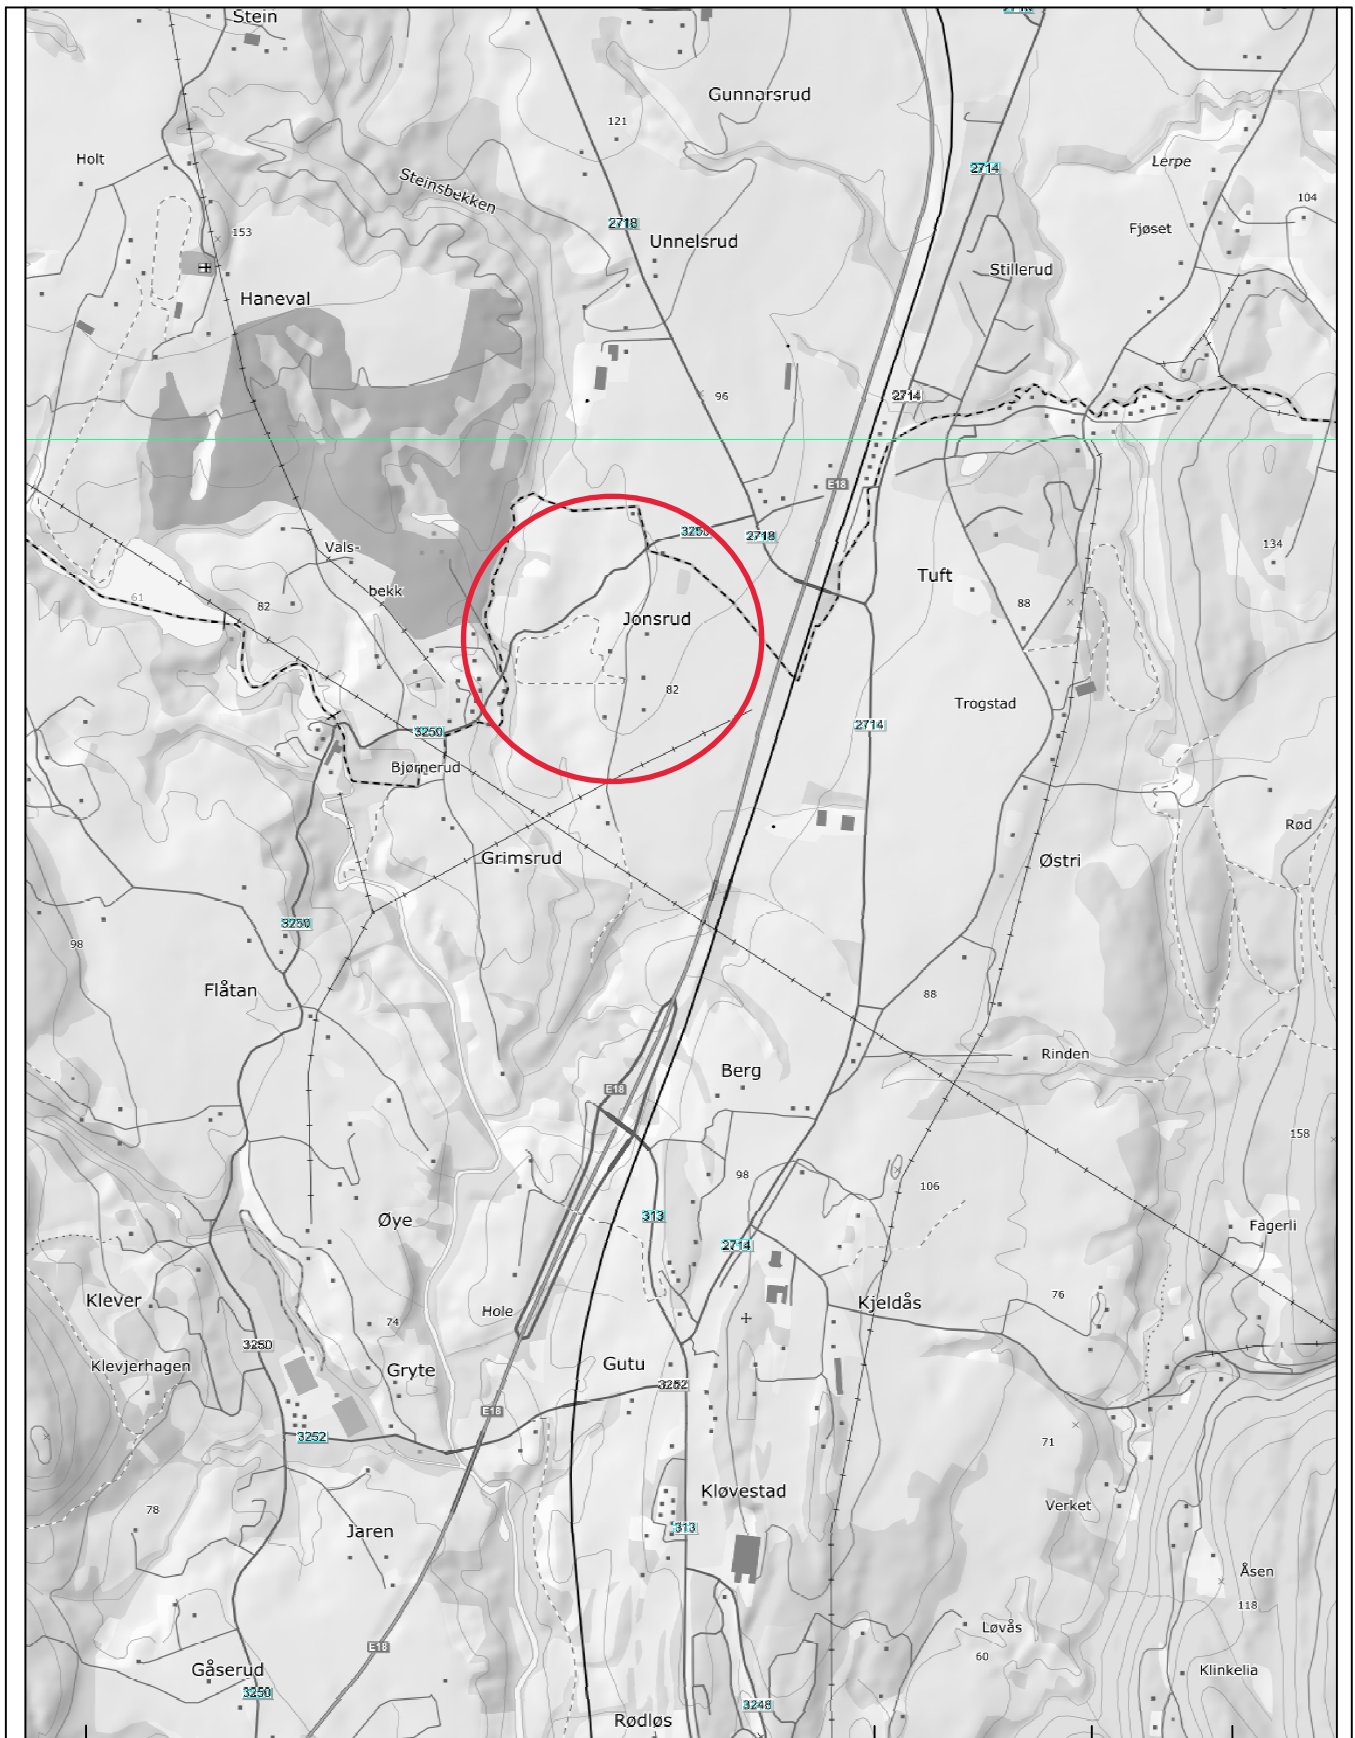 Stein
2714
Gunnarsrud
121
Holt
Lerpe
2714
Steinsbekken
104
2718
153
Fjøset
Unnelsrud
Stillerud
Haneval
96
2714
E18
3250
2718
134
Vals-
Tuft
bekk
61
82
88
Jonsrud
82
Trogstad
2714
3250
Bjørnerud
Rød
Grimsrud
Østri
3250
98
Flåtan
88
Rinden
Berg
E18
158
98
106
Øye
313
Fagerli
2714
Klever
Hole
76
Kjeldås
74
3250
Klevjerhagen
Gryte
Gutu
3252
E18
3252
71
Kløvestad
78
Verket
Jaren
313
Åsen
118
Løvås
E18
60
Gåserud
Klinkelia
3250
3248
Rødløs